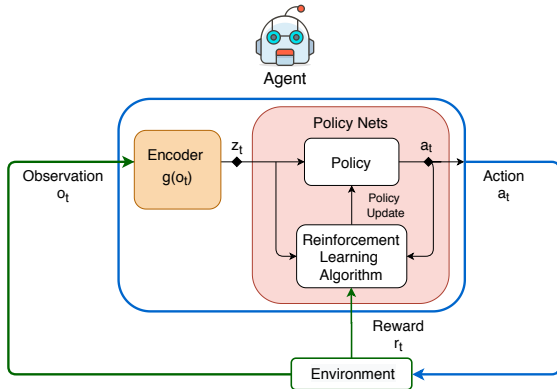 Agent
Policy Nets
Encoder
g(o_t)
z_t
Policy
a_t
Observation
o_t
Action
a_t
Policy
Update
Reinforcement
Learning
Algorithm
Reward
r_t
Environment